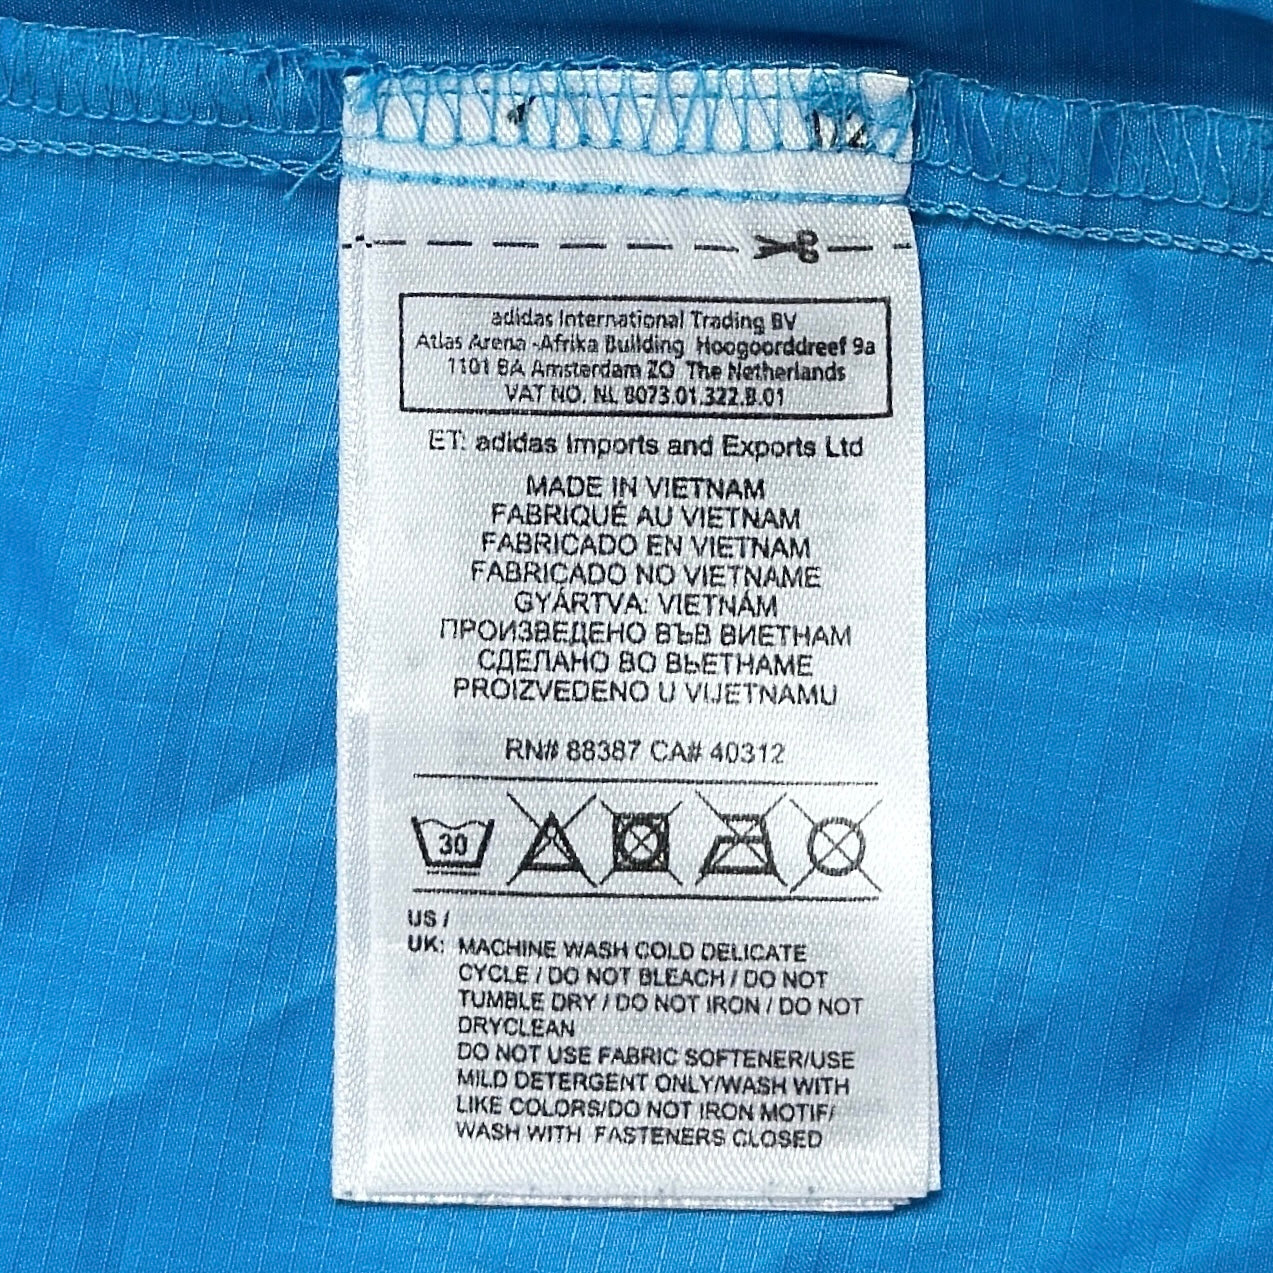 adidas International Trading BV
Atlas Arena -Afrika Building Hoogoorddreef 9a
1101 BA Amsterdam ZO The Netherlands
VAT NO. NL 8073.01.322.B.01
ET: adidas Imports and Exports Ltd
MADE IN VIETNAM
FABRIQUÉ AU VIETNAM
FABRICADO EN VIETNAM
FABRICADO NO VIETNAME
GYÁRTVA: VIETNÁM
ПРОИЗВЕДЕНО ВЪВ ВИЕТНАМ
СДЕЛАНО ВО ВЬЕТНАМЕ
PROIZVEDENO U VIJETNAMU
RN# 88387 CA# 40312
30
US /
UK: MACHINE WASH COLD DELICATE
CYCLE / DO NOT BLEACH / DO NOT
TUMBLE DRY / DO NOT IRON / DO NOT
DRYCLEAN
DO NOT USE FABRIC SOFTENER/USE
MILD DETERGENT ONLY/WASH WITH
LIKE COLORS/DO NOT IRON MOTIF/
WASH WITH FASTENERS CLOSED